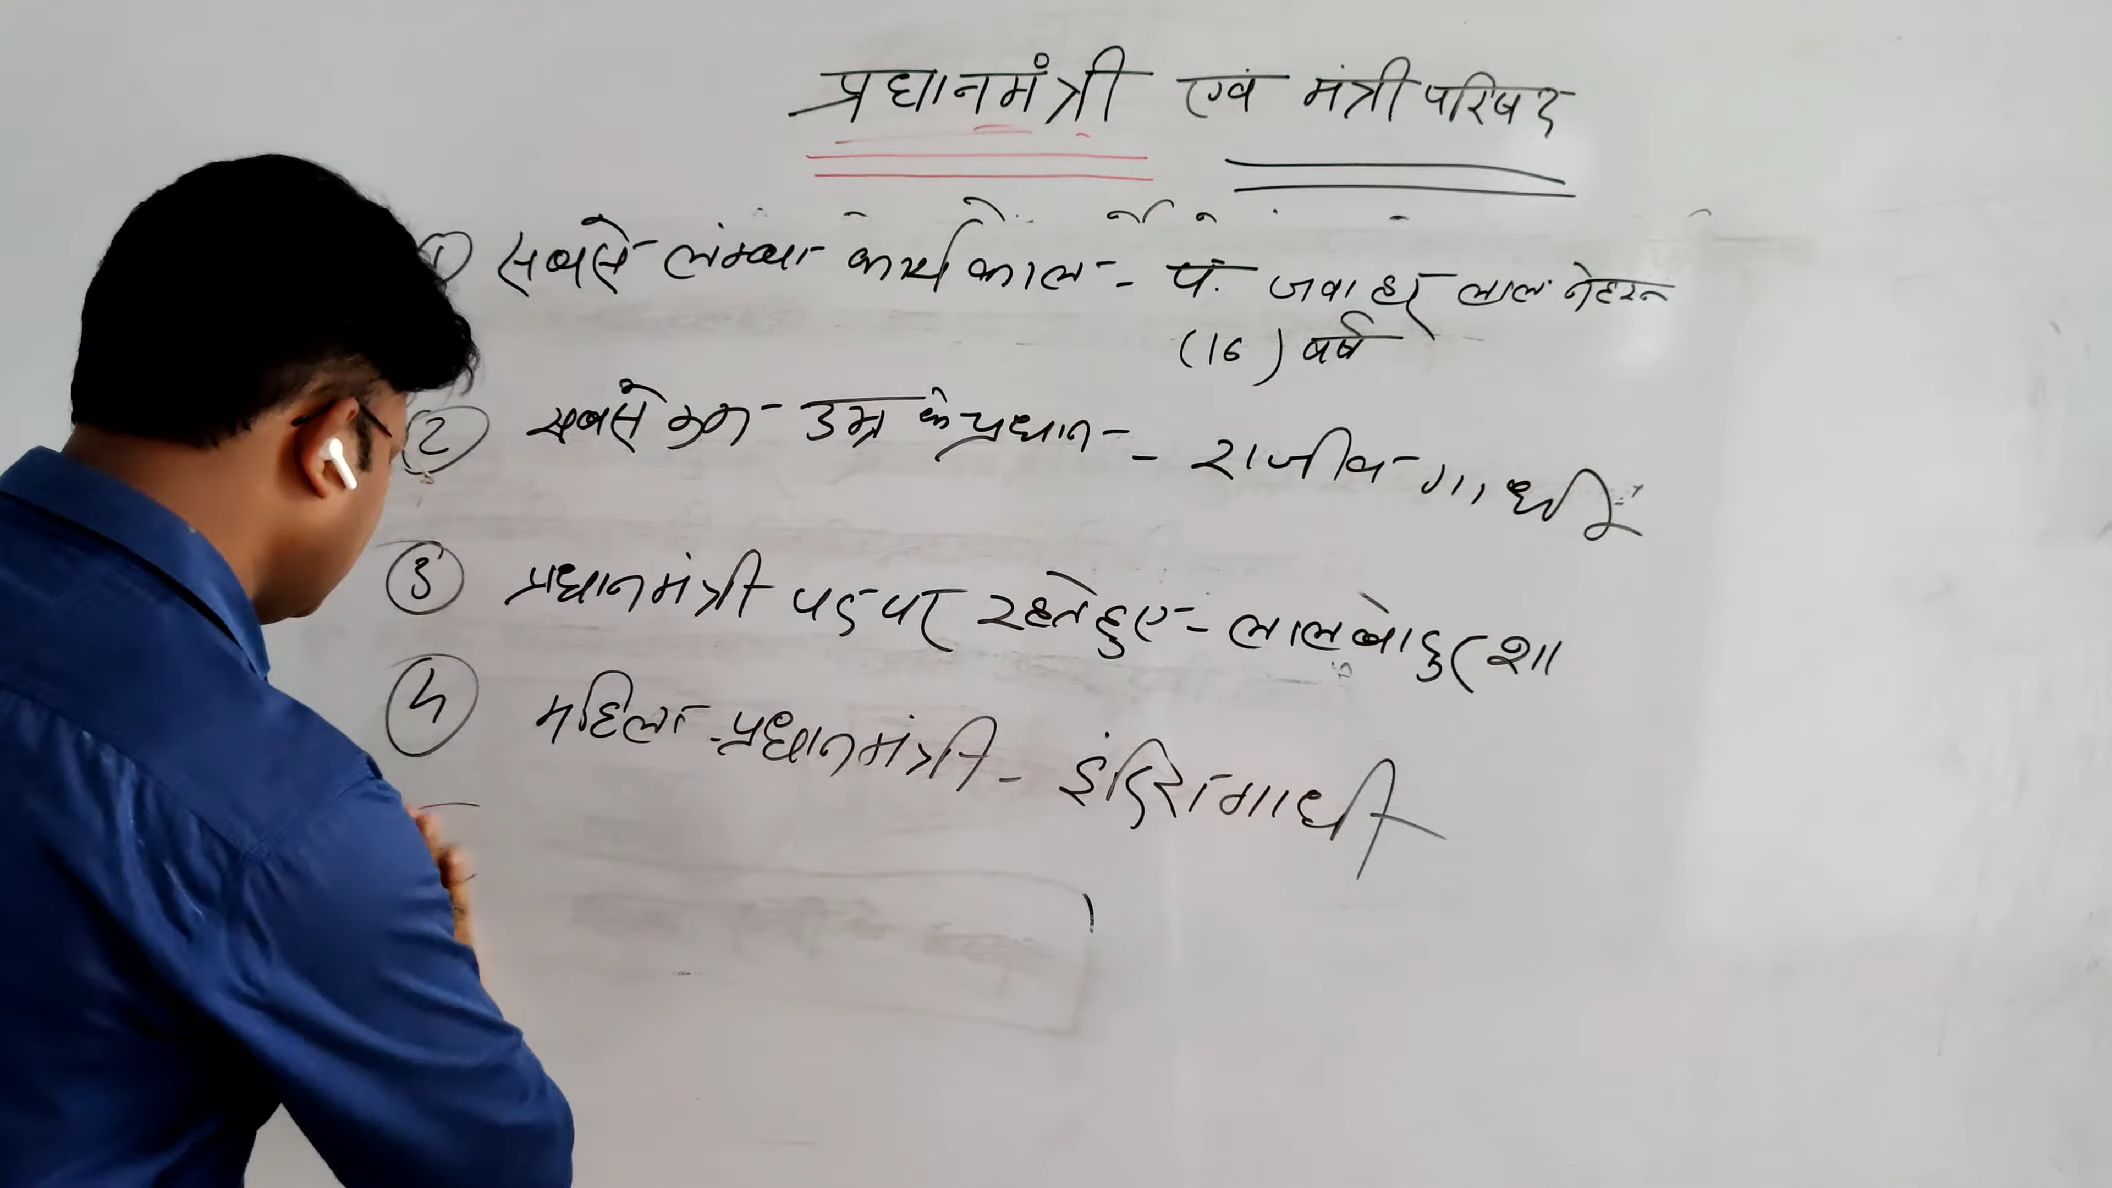 प्रधानमंत्री एवं मंत्रीपरिषद
① सबसे लंम्बा कार्यकाल - पं. जवाहर लाल नेहरू
(16) वर्ष
② सबसे कम उम्र के प्रधान - राजीव गाधी
③ प्रधानमंत्री पद पर रहते हुए - लाल बहादुर शा
④ महिला प्रधानमंत्री - इंदिरा गाधी